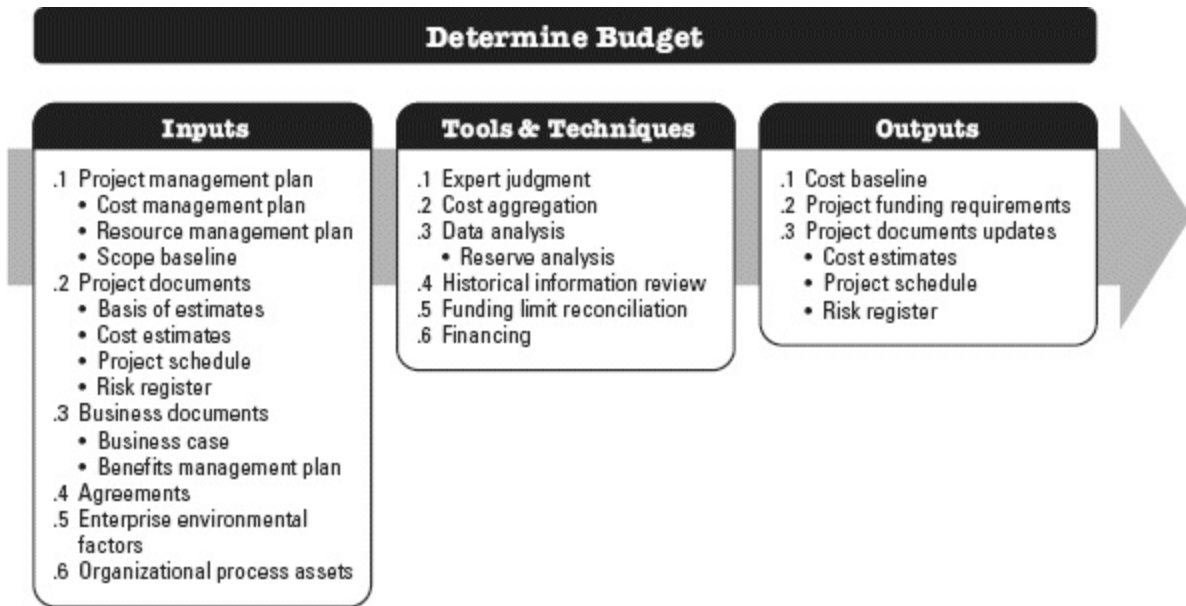 Determine Budget
Inputs
.1 Project management plan
• Cost management plan
• Resource management plan
• Scope baseline
.2 Project documents
• Basis of estimates
• Cost estimates
• Project schedule
• Risk register
.3 Business documents
• Business case
• Benefits management plan
.4 Agreements
.5 Enterprise environmental
factors
.6 Organizational process assets
Tools & Techniques
.1 Expert judgment
.2 Cost aggregation
.3 Data analysis
• Reserve analysis
.4 Historical information review
.5 Funding limit reconciliation
.6 Financing
Outputs
.1 Cost baseline
.2 Project funding requirements
.3 Project documents updates
• Cost estimates
• Project schedule
• Risk register